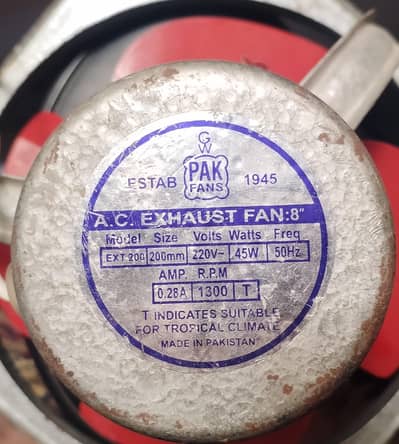 G
W
PAK
ESTAB FANS 1945
A.C. EXHAUST FAN:8"
Model Size Volts Watts Freq
EXT 200 200mm 220V~ 45W 50Hz
AMP. R.P.M
0.28A 1300 T
T INDICATES SUITABLE
FOR TROPICAL CLIMATE
MADE IN PAKISTAN